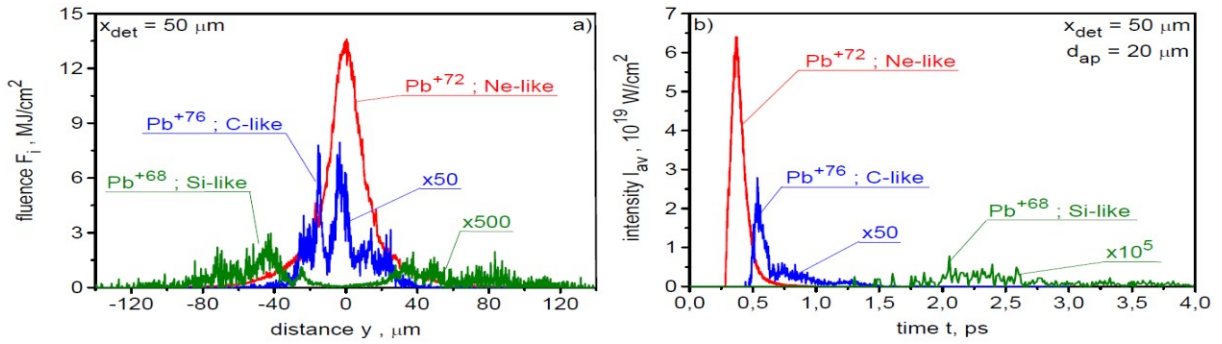 x_det = 50 μm
a)
fluence F_i , MJ/cm²
15
12
9
6
3
0
Pb⁺⁷² ; Ne-like
Pb⁺⁷⁶ ; C-like
Pb⁺⁶⁸ ; Si-like
x50
x500
-120 -80 -40 0 40 80 120
distance y , μm
b)
x_det = 50 μm
d_ap = 20 μm
intensity I_av , 10¹⁹ W/cm²
7
6
5
4
3
2
1
0
Pb⁺⁷² ; Ne-like
Pb⁺⁷⁶ ; C-like
Pb⁺⁶⁸ ; Si-like
x50
x10⁵
0,0 0,5 1,0 1,5 2,0 2,5 3,0 3,5 4,0
time t, ps